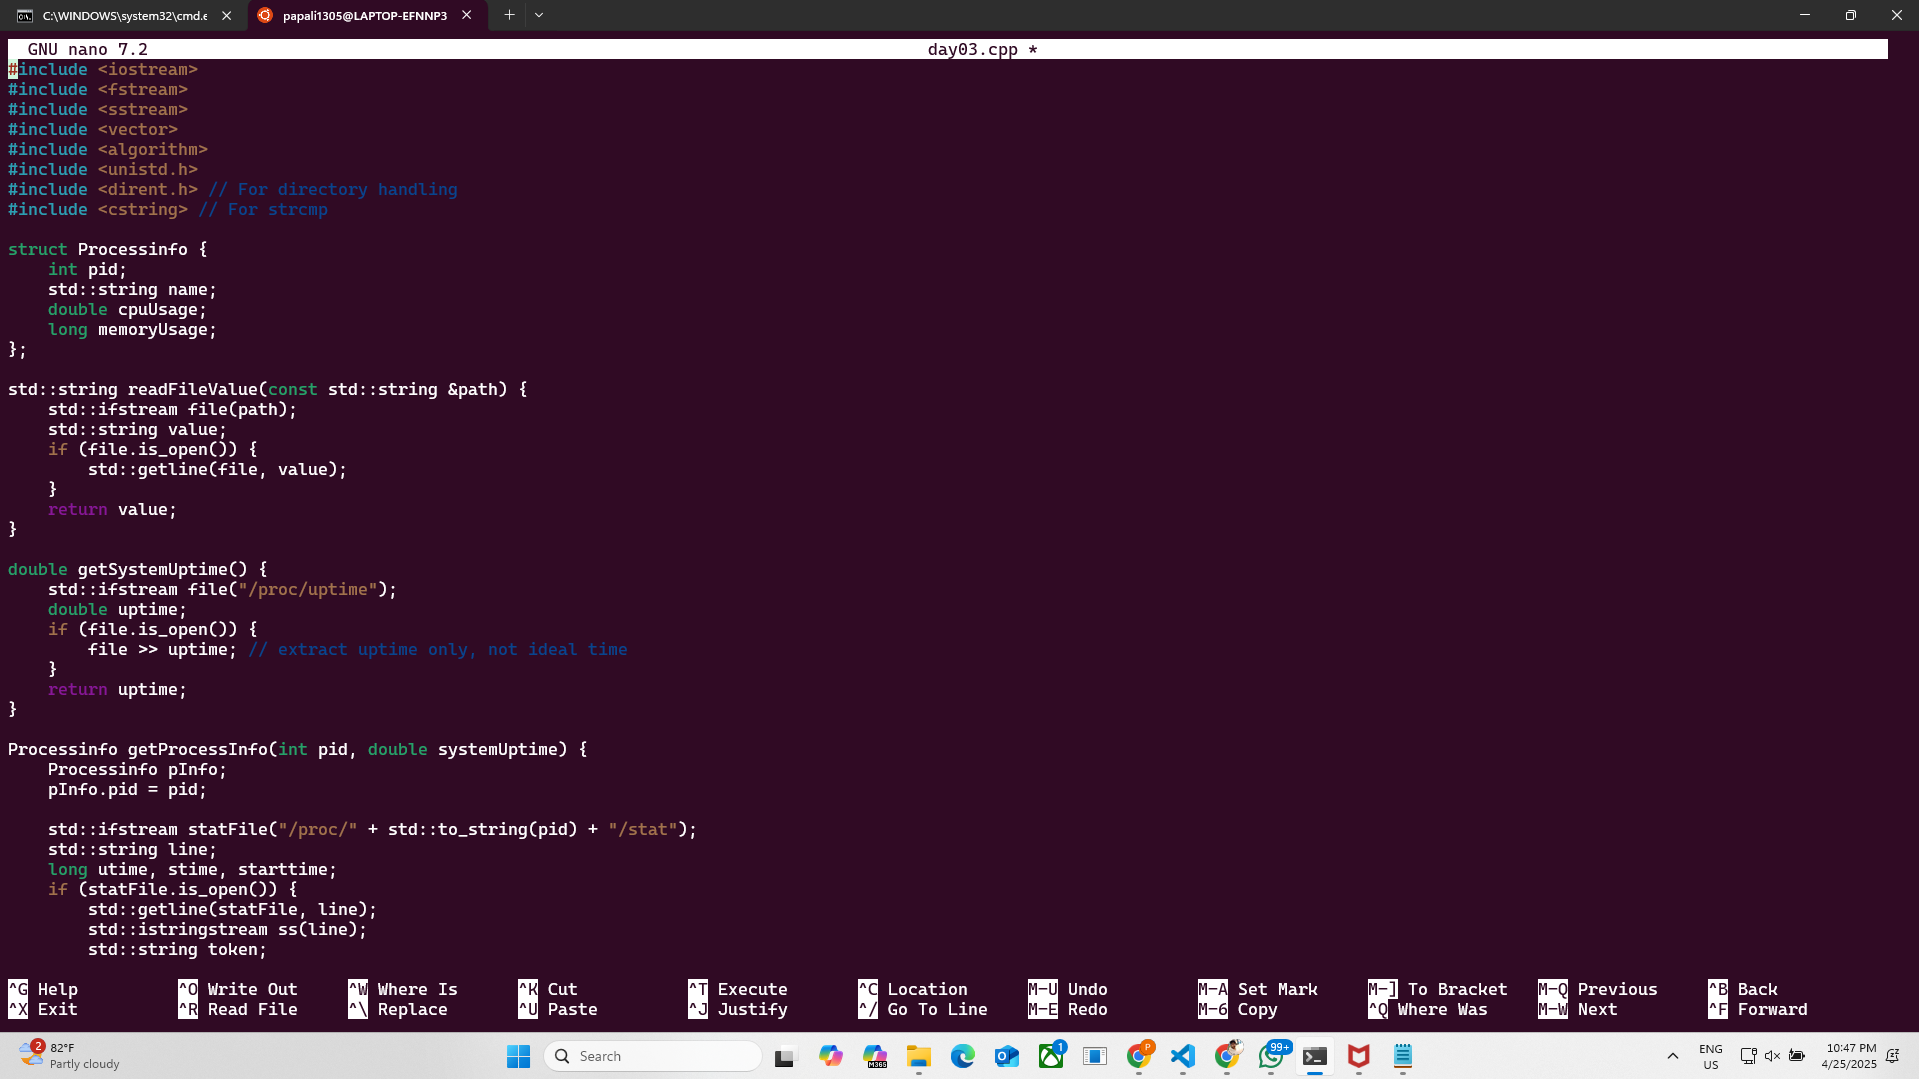 C:\WINDOWS\system32\cmd.e
papali1305@LAPTOP-EFNNP3
GNU nano 7.2 day03.cpp *
#include <iostream>
#include <fstream>
#include <sstream>
#include <vector>
#include <algorithm>
#include <unistd.h>
#include <dirent.h> // For directory handling
#include <cstring> // For strcmp
struct Processinfo {
    int pid;
    std::string name;
    double cpuUsage;
    long memoryUsage;
};
std::string readFileValue(const std::string &path) {
    std::ifstream file(path);
    std::string value;
    if (file.is_open()) {
        std::getline(file, value);
    }
    return value;
}
double getSystemUptime() {
    std::ifstream file("/proc/uptime");
    double uptime;
    if (file.is_open()) {
        file >> uptime; // extract uptime only, not ideal time
    }
    return uptime;
}
Processinfo getProcessInfo(int pid, double systemUptime) {
    Processinfo pInfo;
    pInfo.pid = pid;
    std::ifstream statFile("/proc/" + std::to_string(pid) + "/stat");
    std::string line;
    long utime, stime, starttime;
    if (statFile.is_open()) {
        std::getline(statFile, line);
        std::istringstream ss(line);
        std::string token;
^G Help ^O Write Out ^W Where Is ^K Cut ^T Execute ^C Location M-U Undo M-A Set Mark M-] To Bracket M-Q Previous ^B Back
^X Exit ^R Read File ^\ Replace ^U Paste ^J Justify ^/ Go To Line M-E Redo M-6 Copy ^Q Where Was M-W Next ^F Forward
2
82°F
Partly cloudy
Search
M365
1
P
99+
ENG
US
10:47 PM
4/25/2025